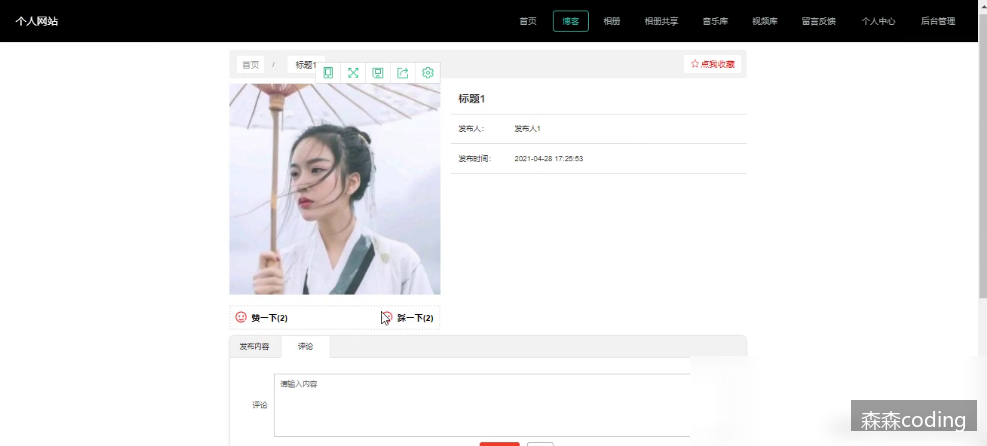 个人网站 首页 博客 相册 相册共享 音乐库 视频库 留言反馈 个人中心 后台管理
首页 / 标题1 点我收藏
标题1
发布人： 发布人1
发布时间： 2021-04-28 17:25:53
赞一下(2) 踩一下(2)
发布内容 评论
请输入内容
评论
森森coding